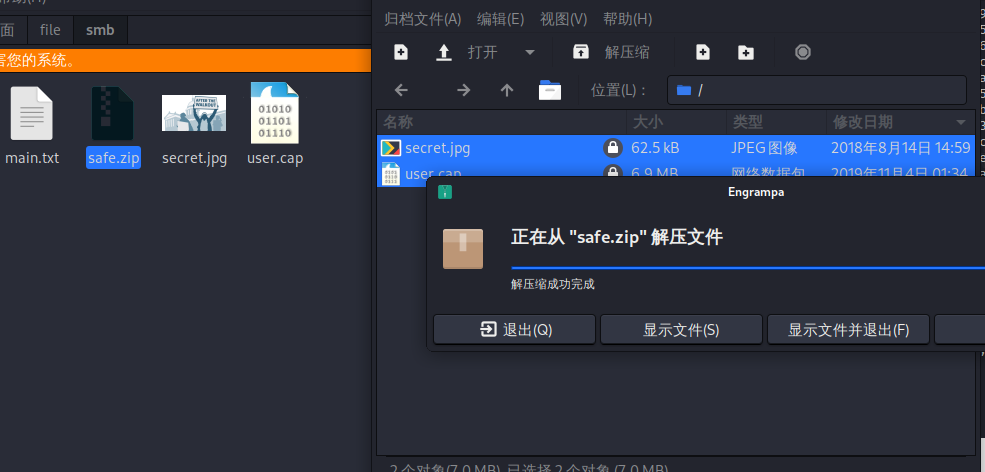 面 file smb
害您的系统。
main.txt safe.zip secret.jpg user.cap
01010
01101
01110
AFTER THE WALKOUT
归档文件(A) 编辑(E) 视图(V) 帮助(H)
打开 解压缩
位置(L): /
名称 大小 类型 修改日期
secret.jpg 62.5 kB JPEG 图像 2018年8月14日 14:59
user.cap 6.9 MB 网络数据包 2019年11月4日 01:34
Engrampa
正在从 "safe.zip" 解压文件
解压缩成功完成
退出(Q) 显示文件(S) 显示文件并退出(F)
2 个对象(7.0 MB), 已选择 2 个对象 (7.0 MB)